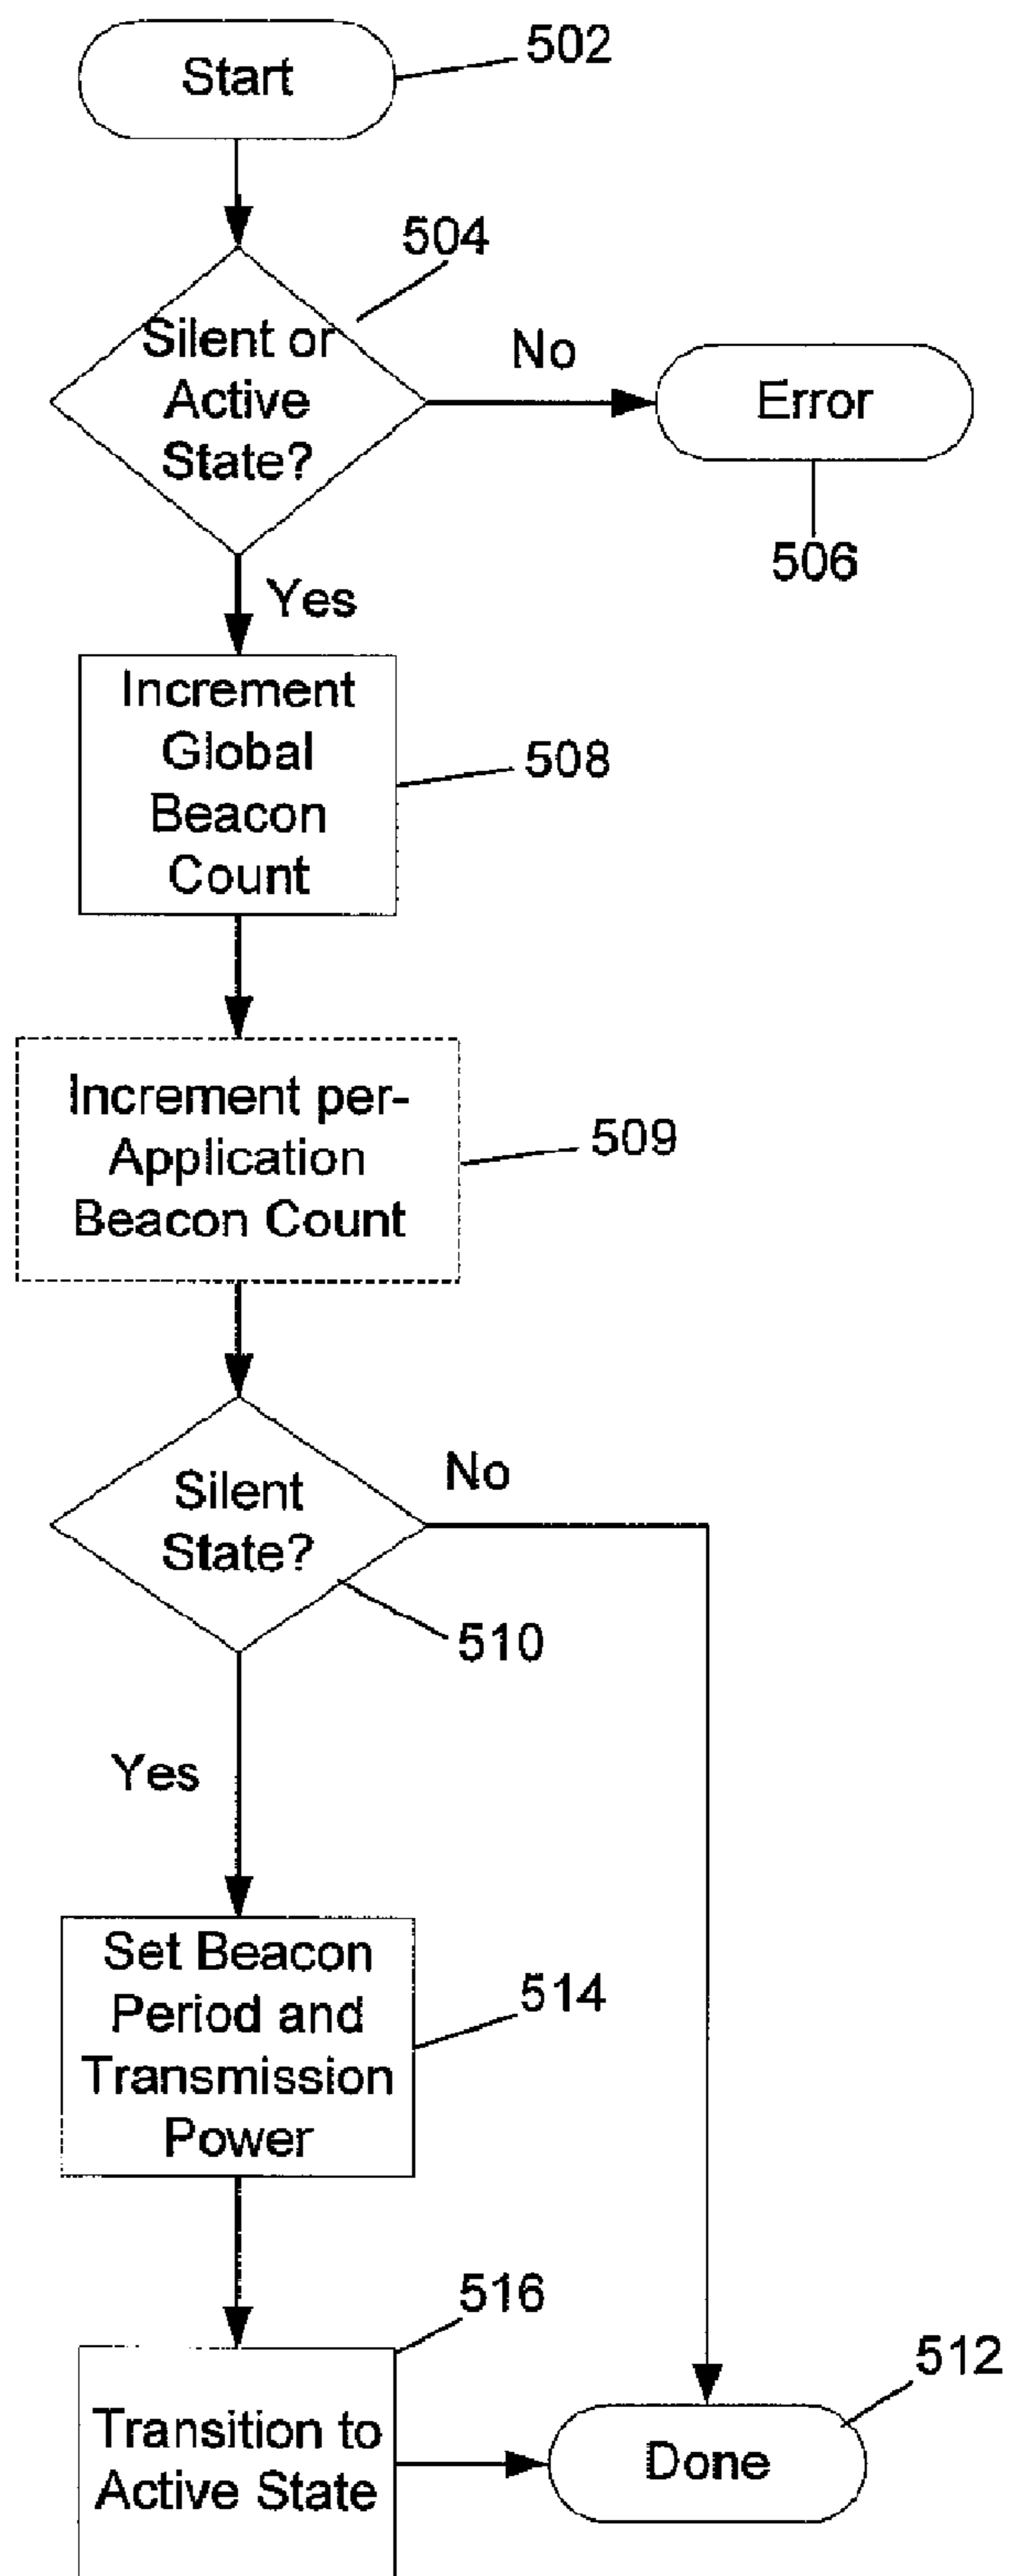 Start
502
504
Silent or
Active
State?
No
Error
506
Yes
Increment
Global
Beacon
Count
508
Increment per-
Application
Beacon Count
509
Silent
State?
No
510
Yes
Set Beacon
Period and
Transmission
Power
514
516
Transition to
Active State
512
Done